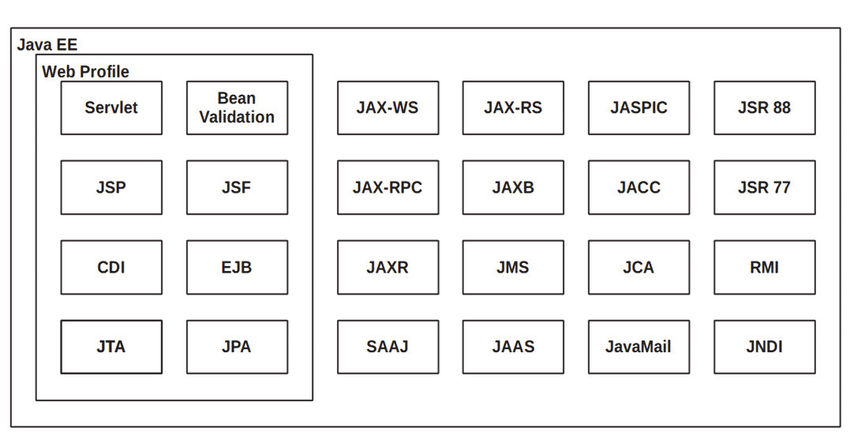 Java EE
Web Profile
Servlet
Bean
Validation
JAX-WS
JAX-RS
JASPIC
JSR 88
JSP
JSF
JAX-RPC
JAXB
JACC
JSR 77
CDI
EJB
JAXR
JMS
JCA
RMI
JTA
JPA
SAAJ
JAAS
JavaMail
JNDI